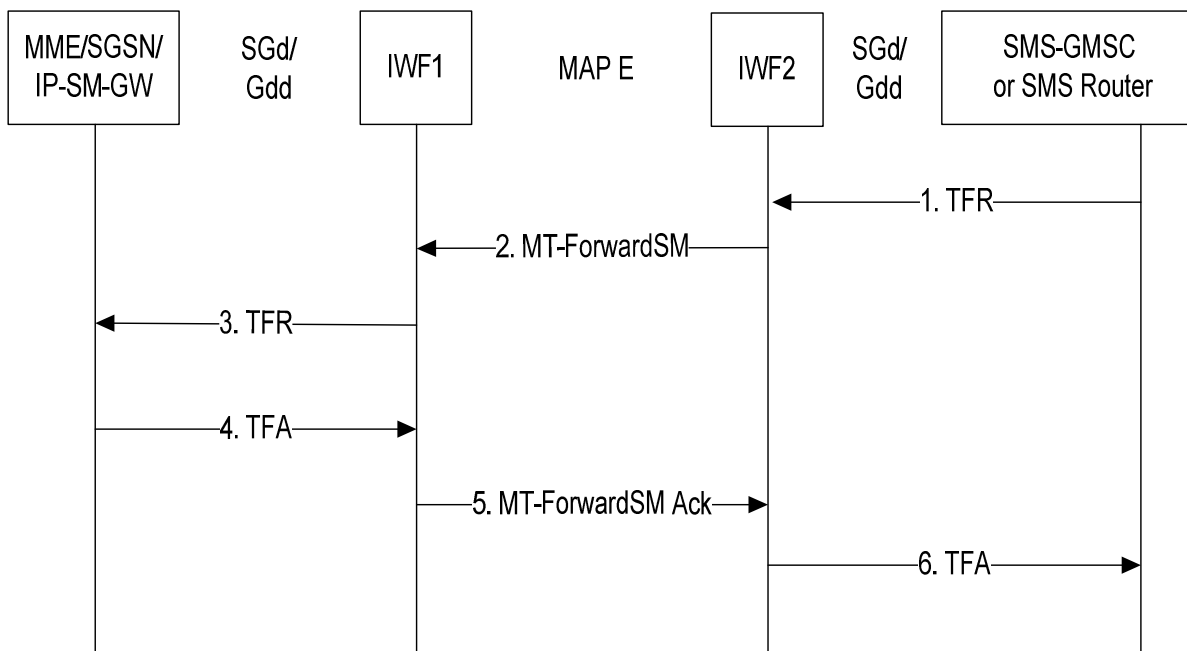 MME/SGSN/
IP-SM-GW
SGd/
Gdd
IWF1
MAP E
IWF2
SGd/
Gdd
SMS-GMSC
or SMS Router
1. TFR
2. MT-ForwardSM
3. TFR
4. TFA
5. MT-ForwardSM Ack
6. TFA